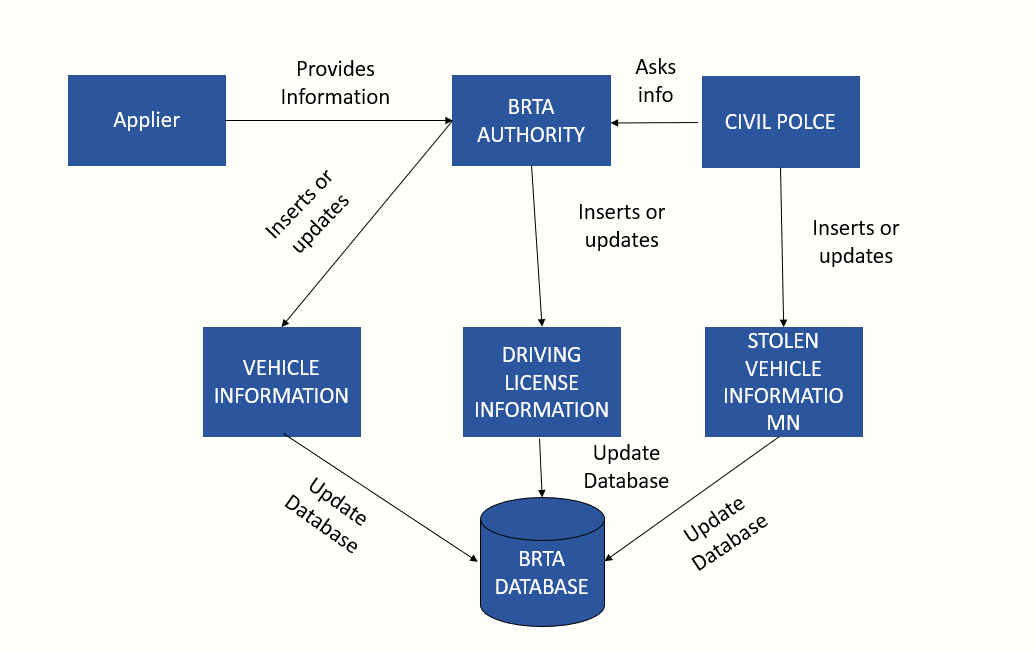 Provides
Information
Asks
info
Applier
BRTA
AUTHORITY
CIVIL POLCE
Inserts or
updates
Inserts or
updates
Inserts or
updates
VEHICLE
INFORMATION
DRIVING
LICENSE
INFORMATION
STOLEN
VEHICLE
INFORMATIO
MN
Update
Database
Update
Database
Update
Database
BRTA
DATABASE